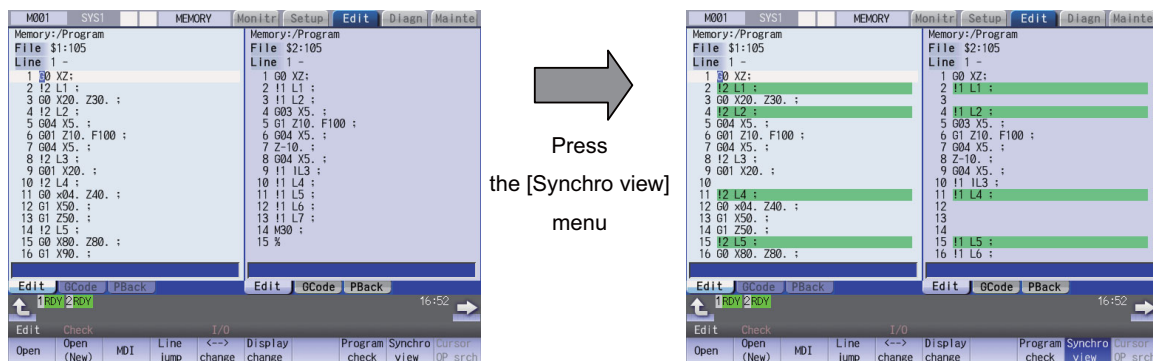 M001 SYS1 MEMORY Monitr Setup Edit Diagn Mainte
Memory:/Program
File $1:105
Line 1 -
1 G0 XZ;
2 !2 L1 ;
3 G0 X20. Z30. ;
4 !2 L2 ;
5 G04 X5. ;
6 G01 Z10. F100 ;
7 G04 X5. ;
8 !2 L3 ;
9 G01 X20. ;
10 !2 L4 ;
11 G0 x04. Z40. ;
12 G1 X50. ;
13 G1 Z50. ;
14 !2 L5 ;
15 G0 X80. Z80. ;
16 G1 X90. ;
Memory:/Program
File $2:105
Line 1 -
1 G0 XZ;
2 !1 L1 ;
3 !1 L2 ;
4 G03 X5. ;
5 G1 Z10. F100 ;
6 G04 X5. ;
7 Z-10. ;
8 G04 X5. ;
9 !1 IL3 ;
10 !1 L4 ;
11 !1 L5 ;
12 !1 L6 ;
13 !1 L7 ;
14 M30 ;
15 %
Edit GCode PBack Edit GCode PBack
1RDY 2RDY 16:52
Edit Check I/O
Open Open (New) MDI Line jump <--> change Display change Program check Synchro view Cursor OP srch
Press
the [Synchro view]
menu
M001 SYS1 MEMORY Monitr Setup Edit Diagn Mainte
Memory:/Program
File $1:105
Line 1 -
1 G0 XZ;
2 !2 L1 ;
3 G0 X20. Z30. ;
4 !2 L2 ;
5 G04 X5. ;
6 G01 Z10. F100 ;
7 G04 X5. ;
8 !2 L3 ;
9 G01 X20. ;
10
11 !2 L4 ;
12 G0 x04. Z40. ;
13 G1 X50. ;
14 G1 Z50. ;
15 !2 L5 ;
16 G0 X80. Z80. ;
Memory:/Program
File $2:105
Line 1 -
1 G0 XZ;
2 !1 L1 ;
3
4 !1 L2 ;
5 G03 X5. ;
6 G1 Z10. F100 ;
7 G04 X5. ;
8 Z-10. ;
9 G04 X5. ;
10 !1 IL3 ;
11 !1 L4 ;
12
13
14
15 !1 L5 ;
16 !1 L6 ;
Edit GCode PBack Edit GCode PBack
1RDY 2RDY 16:52
Edit Check I/O
Open Open (New) MDI Line jump <--> change Display change Program check Synchro view Cursor OP srch